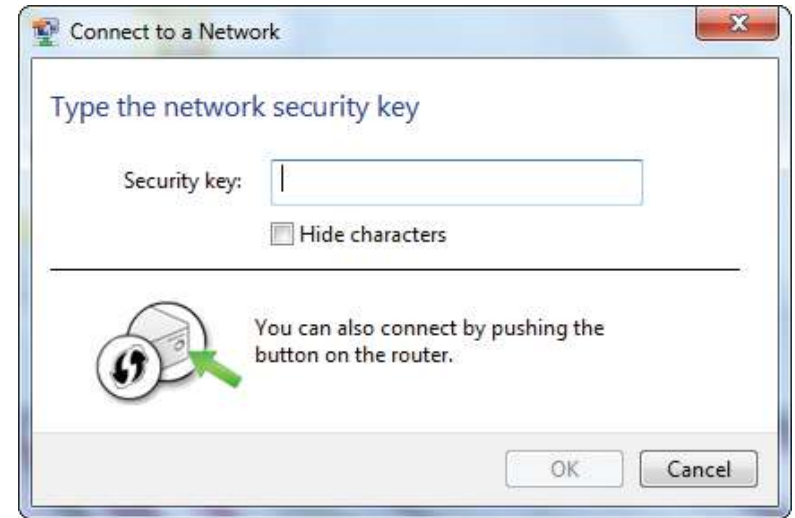 Connect to a Network
Type the network security key
Security key:
Hide characters
You can also connect by pushing the
button on the router.
OK
Cancel